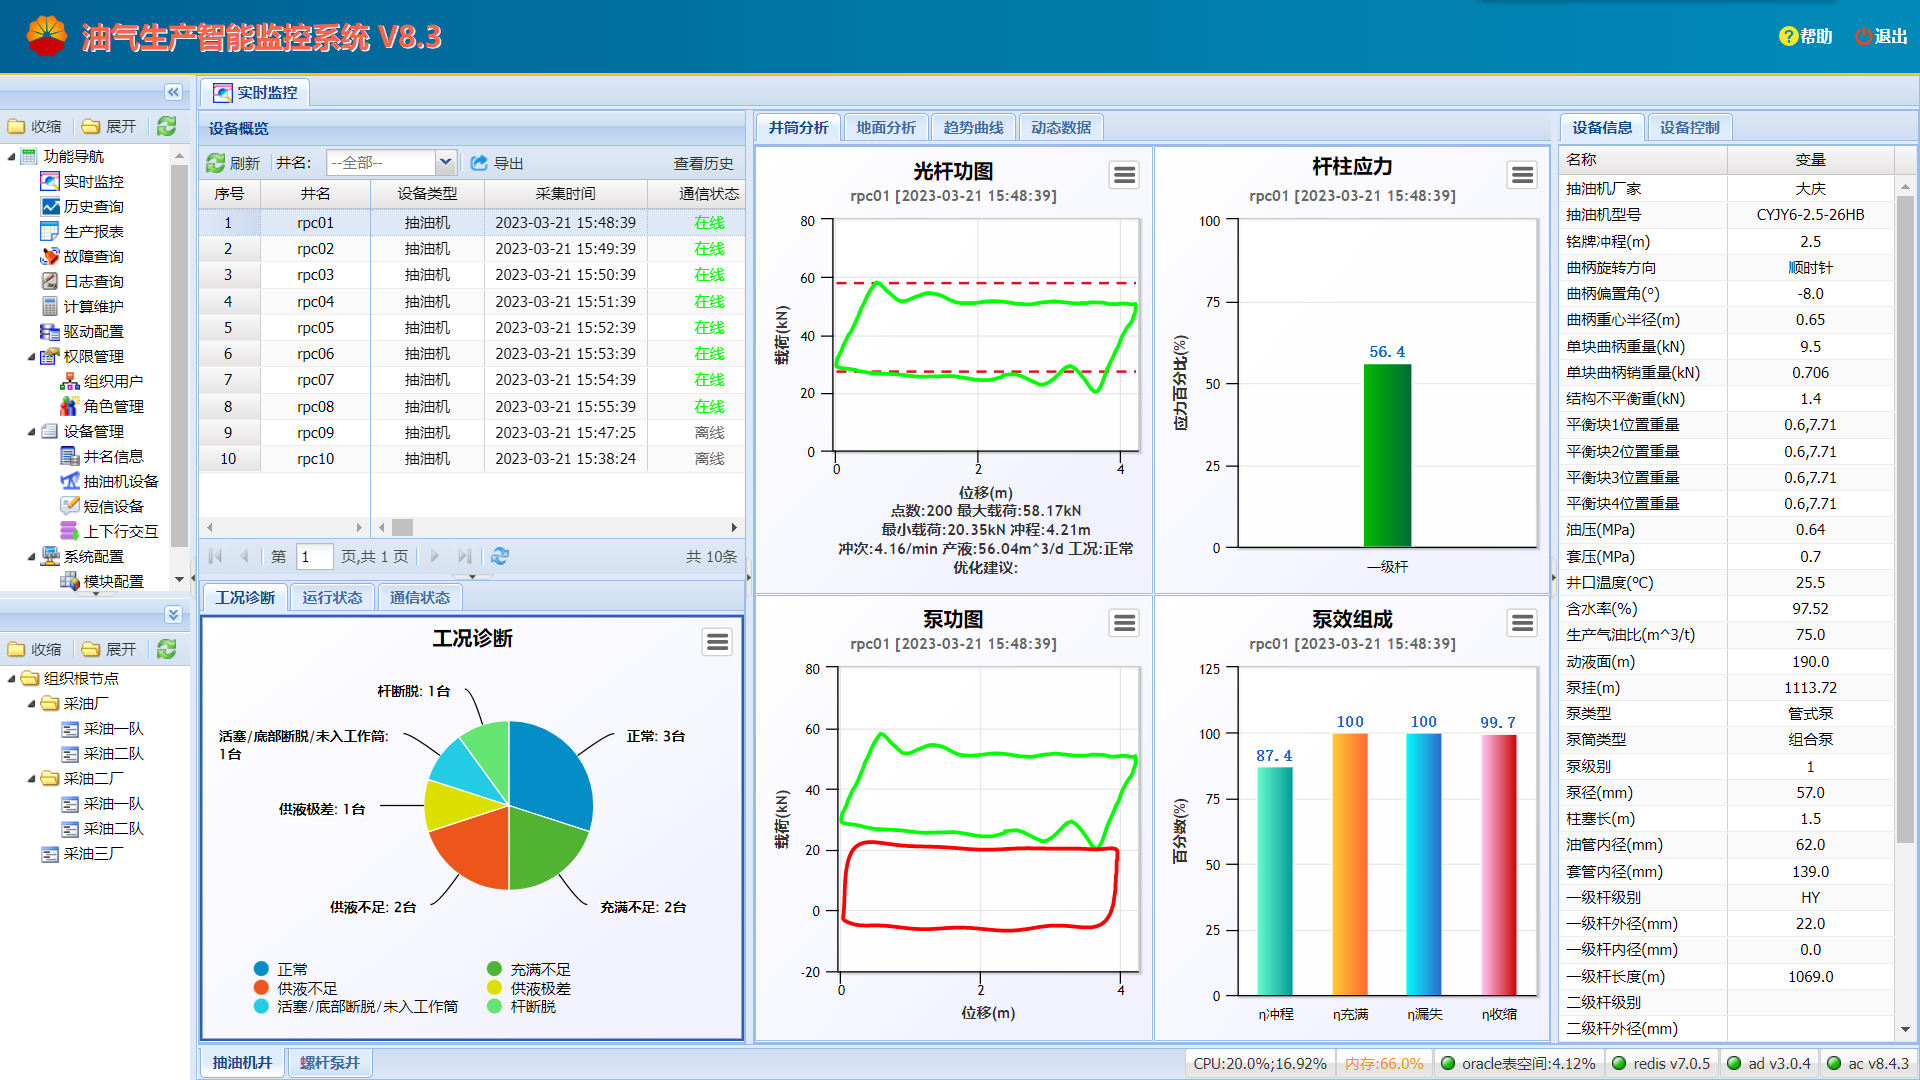 油气生产智能监控系统 V8.3
帮助 退出
收缩 展开
功能导航
实时监控
历史查询
生产报表
故障查询
日志查询
计算维护
驱动配置
权限管理
组织用户
角色管理
设备管理
井名信息
抽油机设备
短信设备
上下行交互
系统配置
模块配置
收缩 展开
组织根节点
采油厂
采油一队
采油二队
采油二厂
采油一队
采油二队
采油三厂
实时监控
设备概览
刷新 井名: --全部-- 导出 查看历史
序号 井名 设备类型 采集时间 通信状态
1 rpc01 抽油机 2023-03-21 15:48:39 在线
2 rpc02 抽油机 2023-03-21 15:49:39 在线
3 rpc03 抽油机 2023-03-21 15:50:39 在线
4 rpc04 抽油机 2023-03-21 15:51:39 在线
5 rpc05 抽油机 2023-03-21 15:52:39 在线
6 rpc06 抽油机 2023-03-21 15:53:39 在线
7 rpc07 抽油机 2023-03-21 15:54:39 在线
8 rpc08 抽油机 2023-03-21 15:55:39 在线
9 rpc09 抽油机 2023-03-21 15:47:25 离线
10 rpc10 抽油机 2023-03-21 15:38:24 离线
第 1 页,共 1 页 共 10条
工况诊断 运行状态 通信状态
工况诊断
杆断脱: 1台
活塞/底部断脱/未入工作筒:
1台
正常: 3台
供液极差: 1台
供液不足: 2台
充满不足: 2台
正常 充满不足
供液不足 供液极差
活塞/底部断脱/未入工作筒 杆断脱
抽油机井 螺杆泵井
井筒分析 地面分析 趋势曲线 动态数据
光杆功图
rpc01 [2023-03-21 15:48:39]
80
60
40
20
0
载荷(kN)
0 2 4
位移(m)
点数:200 最大载荷:58.17kN
最小载荷:20.35kN 冲程:4.21m
冲次:4.16/min 产液:56.04m^3/d 工况:正常
优化建议:
杆柱应力
rpc01 [2023-03-21 15:48:39]
100
75
50
25
0
应力百分比(%)
56.4
一级杆
泵功图
rpc01 [2023-03-21 15:48:39]
80
60
40
20
0
-20
载荷(kN)
0 2 4
位移(m)
泵效组成
rpc01 [2023-03-21 15:48:39]
125
100
75
50
25
0
百分数(%)
87.4 100 100 99.7
η冲程 η充满 η漏失 η收缩
设备信息 设备控制
名称 变量
抽油机厂家 大庆
抽油机型号 CYJY6-2.5-26HB
铭牌冲程(m) 2.5
曲柄旋转方向 顺时针
曲柄偏置角(°) -8.0
曲柄重心半径(m) 0.65
单块曲柄重量(kN) 9.5
单块曲柄销重量(kN) 0.706
结构不平衡重(kN) 1.4
平衡块1位置重量 0.6,7.71
平衡块2位置重量 0.6,7.71
平衡块3位置重量 0.6,7.71
平衡块4位置重量 0.6,7.71
油压(MPa) 0.64
套压(MPa) 0.7
井口温度(℃) 25.5
含水率(%) 97.52
生产气油比(m^3/t) 75.0
动液面(m) 190.0
泵挂(m) 1113.72
泵类型 管式泵
泵筒类型 组合泵
泵级别 1
泵径(mm) 57.0
柱塞长(m) 1.5
油管内径(mm) 62.0
套管内径(mm) 139.0
一级杆级别 HY
一级杆外径(mm) 22.0
一级杆内径(mm) 0.0
一级杆长度(m) 1069.0
二级杆级别
二级杆外径(mm)
CPU:20.0%;16.92% 内存:66.0% oracle表空间:4.12% redis v7.0.5 ad v3.0.4 ac v8.4.3